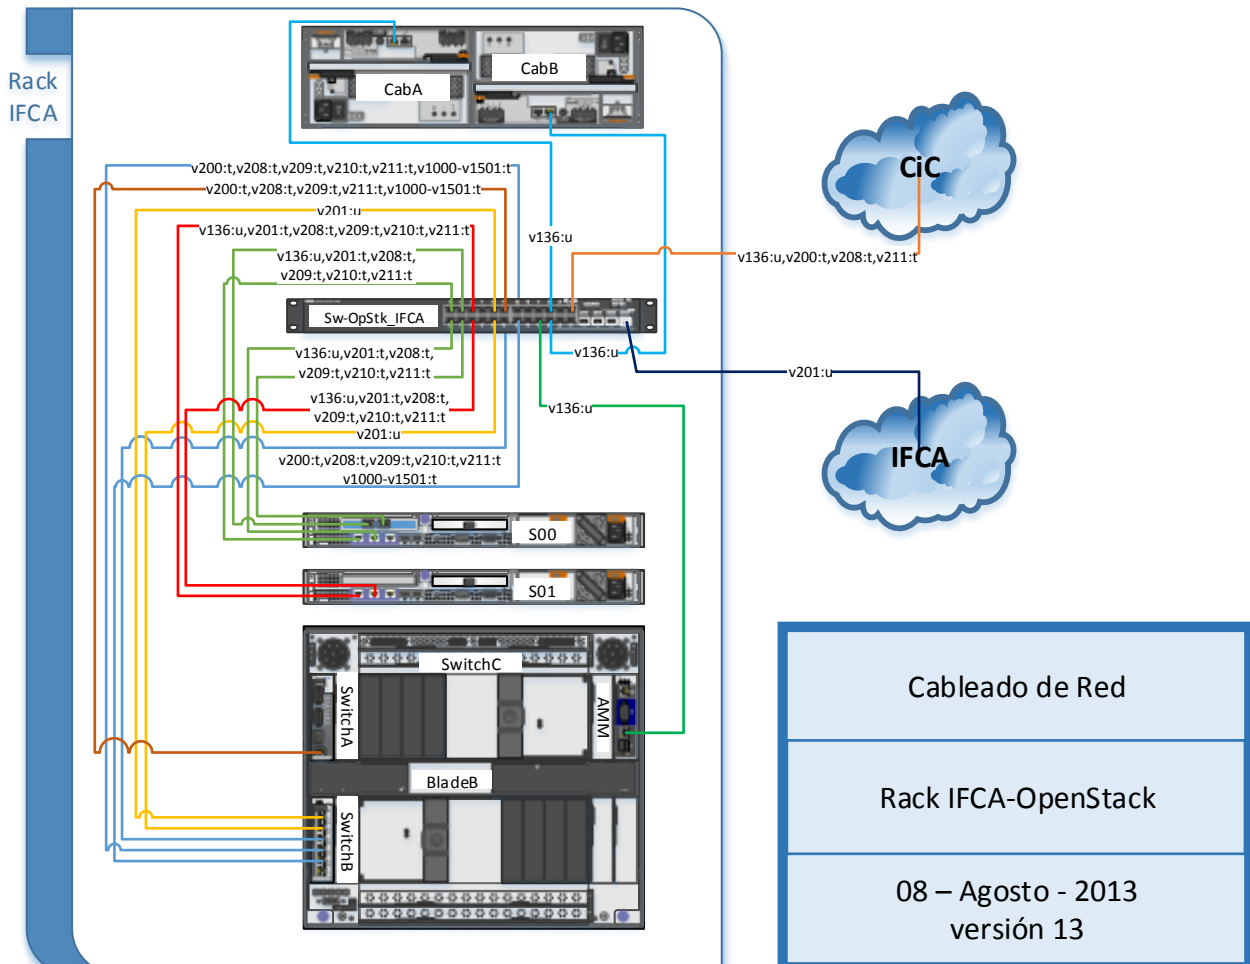 Rack
IFCA
CabA
CabB
v200:t,v208:t,v209:t,v210:t,v211:t,v1000-v1501:t
v200:t,v208:t,v209:t,v211:t,v1000-v1501:t
v201:u
v136:u,v201:t,v208:t,v209:t,v210:t,v211:t
v136:u,v201:t,v208:t,
v209:t,v210:t,v211:t
v136:u
CiC
v136:u,v200:t,v208:t,v211:t
Sw-OpStk_IFCA
v136:u,v201:t,v208:t,
v209:t,v210:t,v211:t
v136:u
v201:u
v136:u,v201:t,v208:t,
v209:t,v210:t,v211:t
v201:u
v136:u
IFCA
v200:t,v208:t,v209:t,v210:t,v211:t
v1000-v1501:t
S00
S01
SwitchC
SwitchA
AMM
BladeB
SwitchB
Cableado de Red
Rack IFCA-OpenStack
08 – Agosto - 2013
versión 13